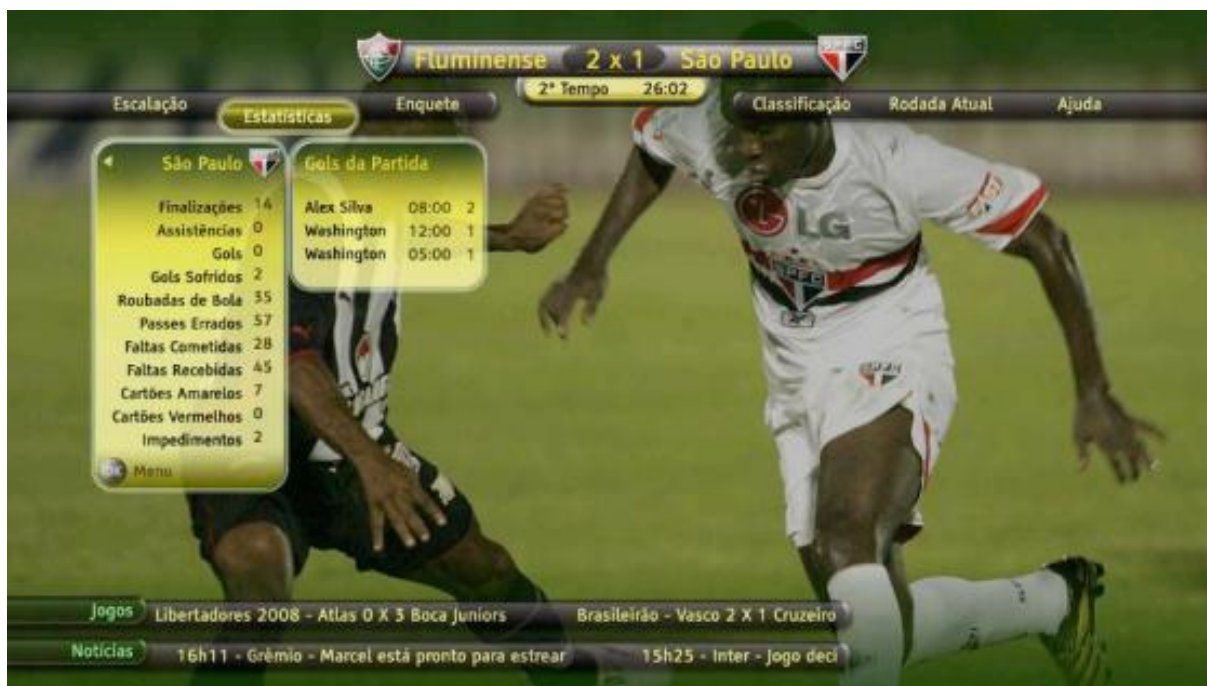 Fluminense 2 x 1 São Paulo
2º Tempo 26:02
Escalação Estatísticas Enquete Classificação Rodada Atual Ajuda
São Paulo
Finalizações 14
Assistências 0
Gols 0
Gols Sofridos 2
Roubadas de Bola 35
Passes Errados 57
Faltas Cometidas 28
Faltas Recebidas 45
Cartões Amarelos 7
Cartões Vermelhos 0
Impedimentos 2
OK Menu
Gols da Partida
Alex Silva 08:00 2
Washington 12:00 1
Washington 05:00 1
LG
SPFC
SPFC
Jogos Libertadores 2008 - Atlas 0 X 3 Boca Juniors Brasileirão - Vasco 2 X 1 Cruzeiro
Notícias 16h11 - Grêmio - Marcel está pronto para estrear 15h25 - Inter - Jogo deci